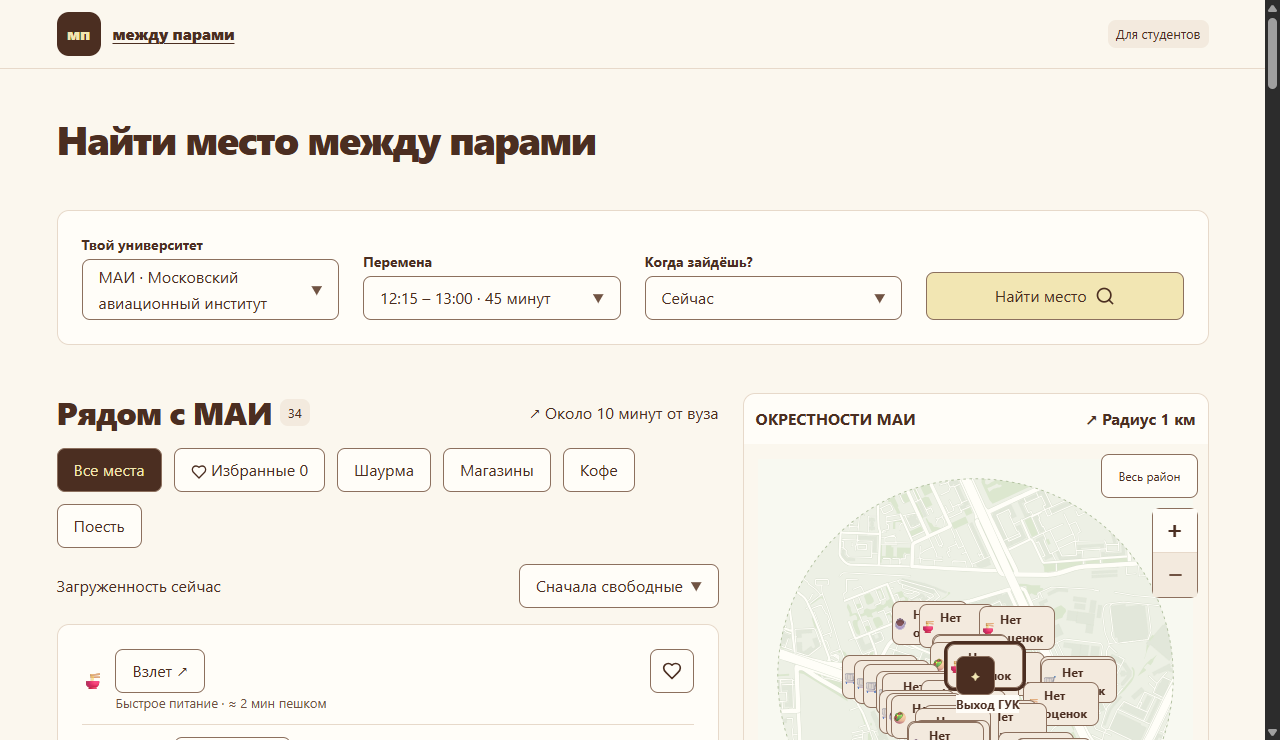 мп
между парами
Для студентов
Найти место между парами
Твой университет
МАИ · Московский
авиационный институт
▼
Перемена
12:15 – 13:00 · 45 минут ▼
Когда зайдёшь?
Сейчас ▼
Найти место
Рядом с МАИ 34
↗ Около 10 минут от вуза
Все места
Избранные 0
Шаурма
Магазины
Кофе
Поесть
Загруженность сейчас
Сначала свободные ▼
Взлет ↗
Быстрое питание · ≈ 2 мин пешком
ОКРЕСТНОСТИ МАИ
↗ Радиус 1 км
Весь район
+
−
Нет
Нет
Нет
Нет
Нет
Выход ГУК
Нет